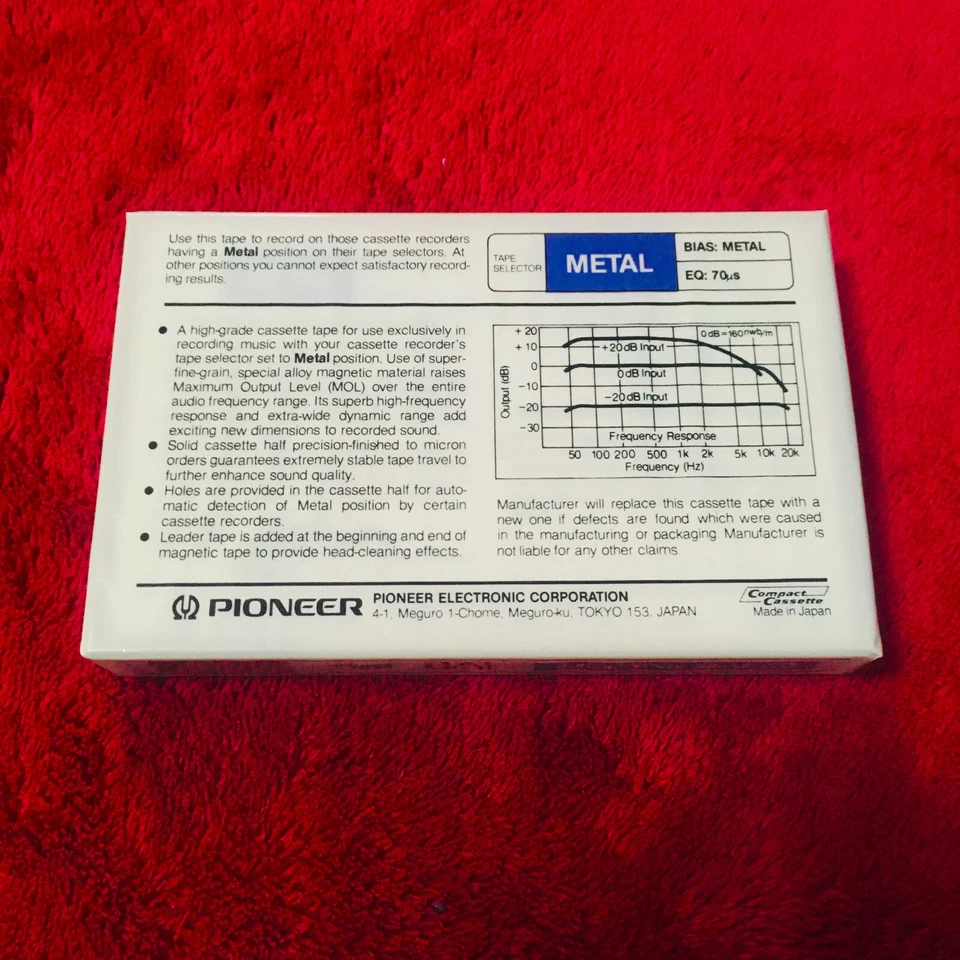 Use this tape to record on those cassette recorders
having a Metal position on their tape selectors. At
other positions you cannot expect satisfactory record-
ing results.
TAPE
SELECTOR
METAL
BIAS: METAL
EQ: 70μs
● A high-grade cassette tape for use exclusively in
recording music with your cassette recorder's
tape selector set to Metal position. Use of super-
fine-grain, special alloy magnetic material raises
Maximum Output Level (MOL) over the entire
audio frequency range. Its superb high-frequency
response and extra-wide dynamic range add
exciting new dimensions to recorded sound.
● Solid cassette half precision-finished to micron
orders guarantees extremely stable tape travel to
further enhance sound quality.
● Holes are provided in the cassette half for auto-
matic detection of Metal position by certain
cassette recorders.
● Leader tape is added at the beginning and end of
magnetic tape to provide head-cleaning effects.
Output (dB)
+20
+10
0
-10
-20
-30
0dB=160nwb/m
+20dB Input
0dB Input
-20dB Input
Frequency Response
50 100 200 500 1k 2k 5k 10k 20k
Frequency (Hz)
Manufacturer will replace this cassette tape with a
new one if defects are found which were caused
in the manufacturing or packaging. Manufacturer is
not liable for any other claims.
PIONEER
PIONEER ELECTRONIC CORPORATION
4-1, Meguro 1-Chome, Meguro-ku, TOKYO 153, JAPAN
Compact
Cassette
Made in Japan